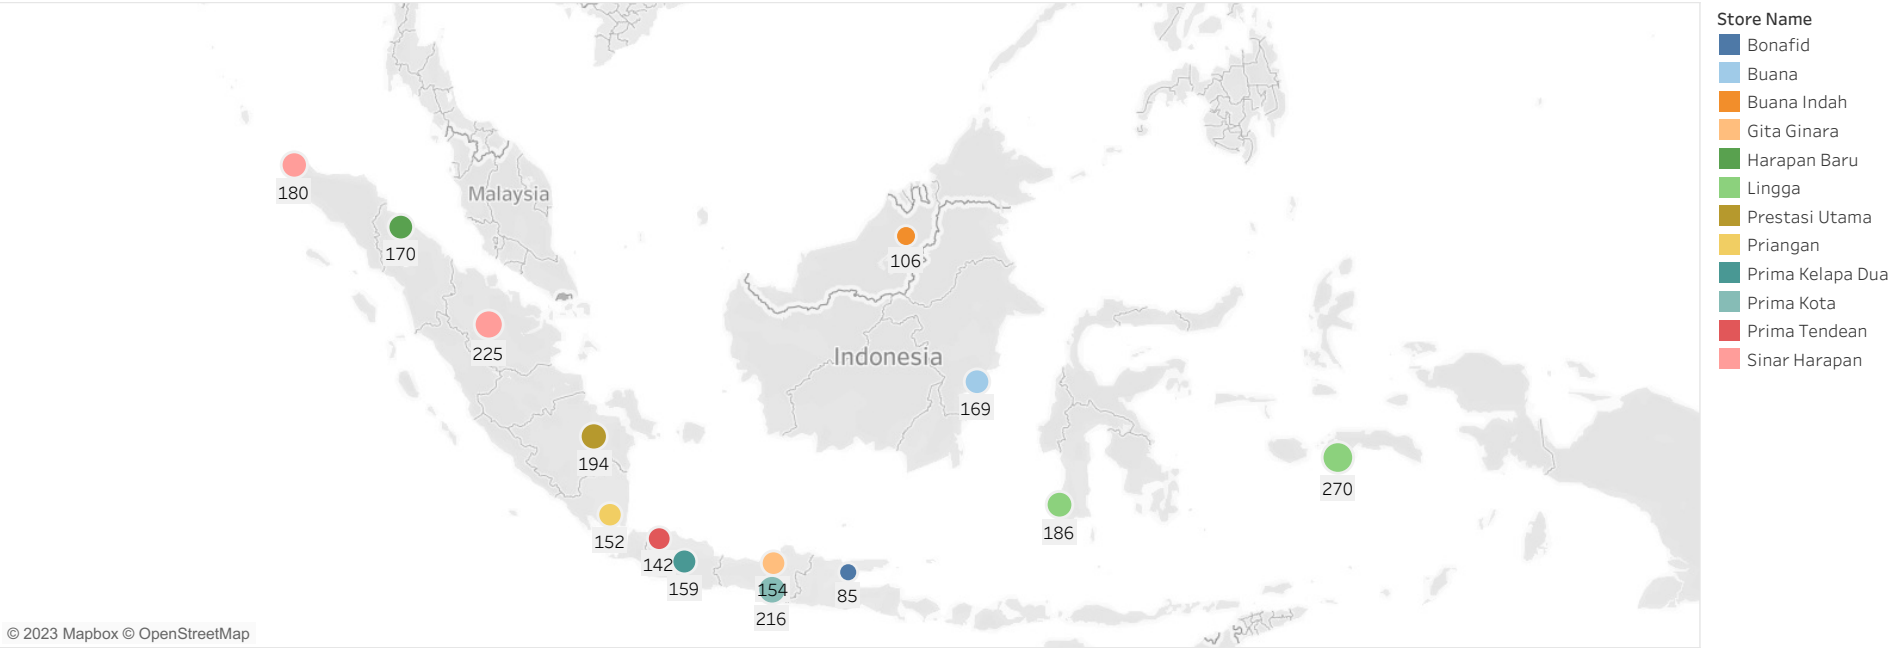 Store Name
Bonafid
Buana
Buana Indah
Gita Ginara
Harapan Baru
Lingga
Prestasi Utama
Priangan
Prima Kelapa Dua
Prima Kota
Prima Tendean
Sinar Harapan
180
Malaysia
170
106
225
Indonesia
169
194
270
186
152
142
159
154
85
216
© 2023 Mapbox © OpenStreetMap